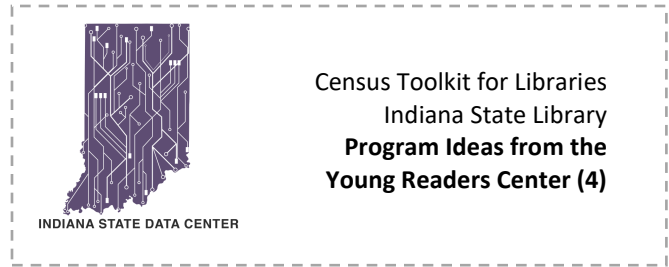 INDIANA STATE DATA CENTER
Census Toolkit for Libraries
Indiana State Library
Program Ideas from the
Young Readers Center (4)